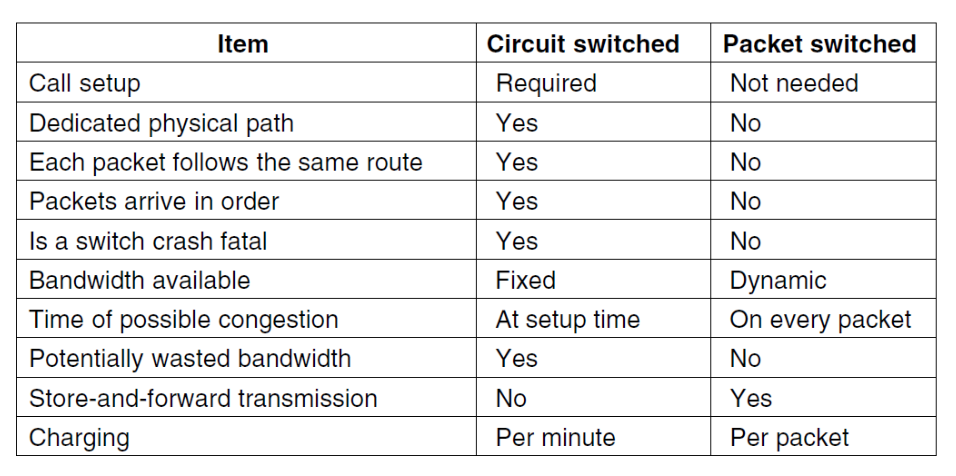 Item Circuit switched Packet switched
Call setup Required Not needed
Dedicated physical path Yes No
Each packet follows the same route Yes No
Packets arrive in order Yes No
Is a switch crash fatal Yes No
Bandwidth available Fixed Dynamic
Time of possible congestion At setup time On every packet
Potentially wasted bandwidth Yes No
Store-and-forward transmission No Yes
Charging Per minute Per packet